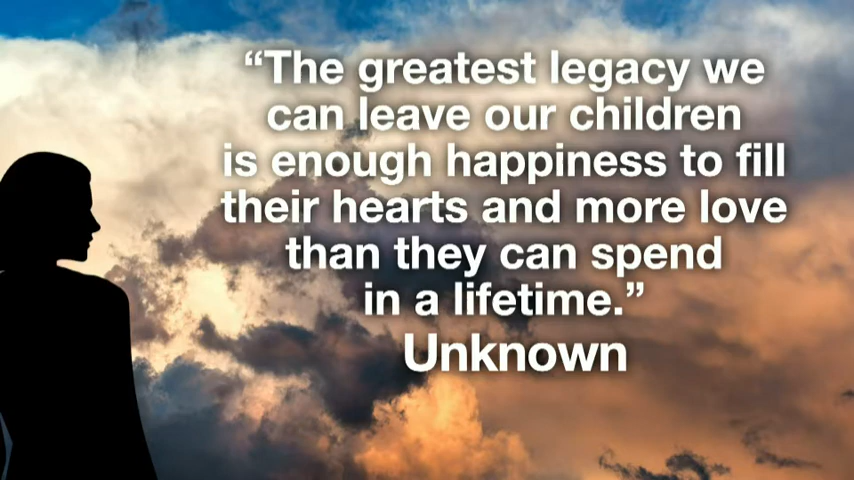 “The greatest legacy we
can leave our children
is enough happiness to fill
their hearts and more love
than they can spend
in a lifetime.”
Unknown